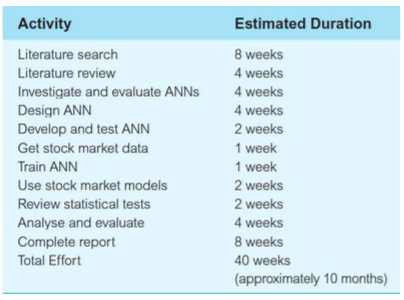 Activity Estimated Duration
Literature search 8 weeks
Literature review 4 weeks
Investigate and evaluate ANNs 4 weeks
Design ANN 4 weeks
Develop and test ANN 2 weeks
Get stock market data 1 week
Train ANN 1 week
Use stock market models 2 weeks
Review statistical tests 2 weeks
Analyse and evaluate 4 weeks
Complete report 8 weeks
Total Effort 40 weeks
(approximately 10 months)